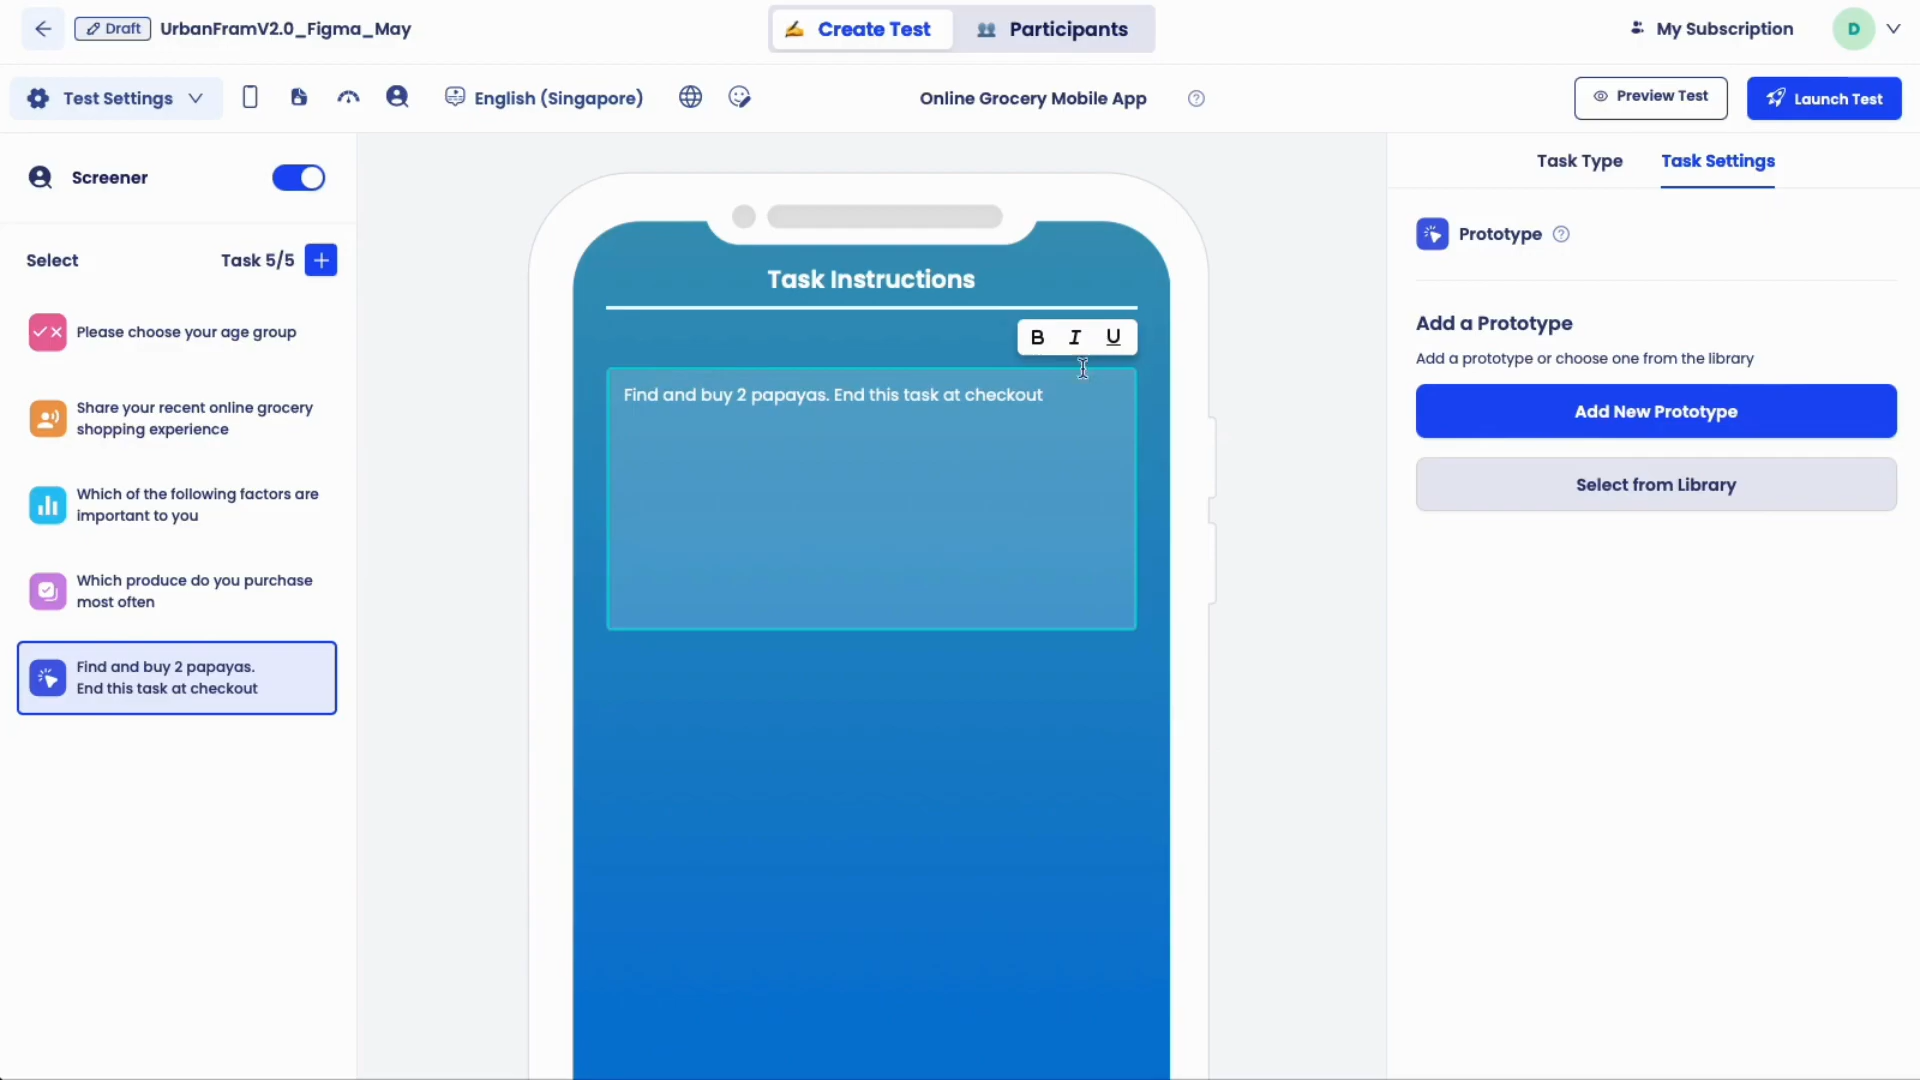 Draft UrbanFramV2.0_Figma_May
Create Test
Participants
My Subscription
D
Test Settings
English (Singapore)
Online Grocery Mobile App
Preview Test
Launch Test
Screener
Select
Task 5/5
Please choose your age group
Share your recent online grocery
shopping experience
Which of the following factors are
important to you
Which produce do you purchase
most often
Find and buy 2 papayas.
End this task at checkout
Task Instructions
B I U
Find and buy 2 papayas. End this task at checkout
Task Type
Task Settings
Prototype
Add a Prototype
Add a prototype or choose one from the library
Add New Prototype
Select from Library